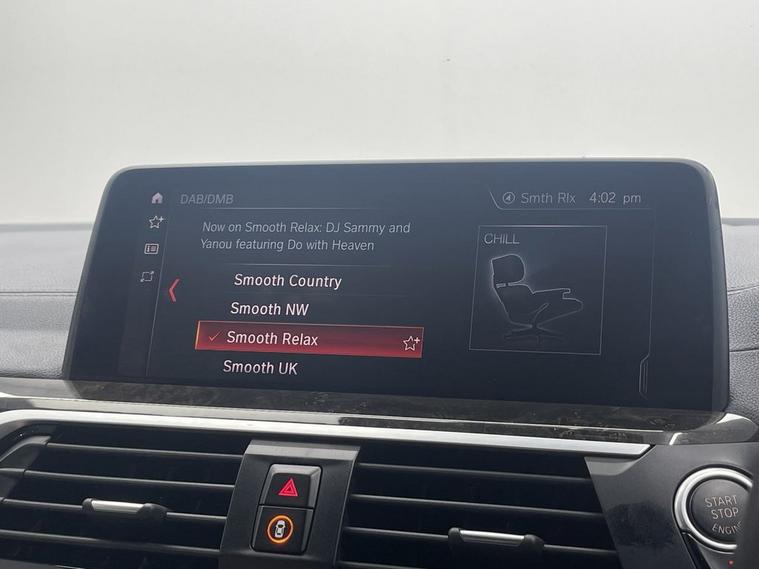 DAB/DMB
Smth Rlx 4:02 pm
Now on Smooth Relax: DJ Sammy and
Yanou featuring Do with Heaven
CHILL
Smooth Country
Smooth NW
Smooth Relax
Smooth UK
START
STOP
ENGINE